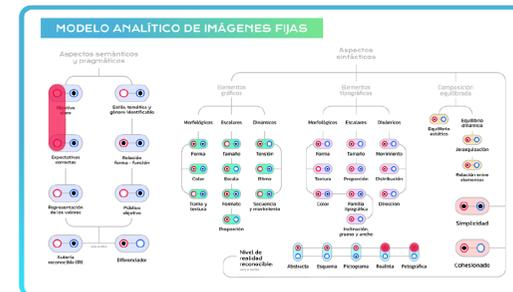 MODELO ANALÍTICO DE IMÁGENES FIJAS
Aspectos semánticos
y pragmáticos
Aspectos
sintácticos
Elementos
gráficos
Elementos
tipográficos
Composición
equilibrada
Estilo, temática y
género identificable
Expectativas
correctas
Relación
forma - función
Representación
de los valores
Público
objetivo
Autoría
Diferenciador
Morfológicos
Escalares
Dinámicos
Forma
Tamaño
Tensión
Color
Escala
Ritmo
Trama y
textura
Formato
Secuencia
y movimiento
Proporción
Morfológicos
Escalares
Dinámicos
Forma
Tamaño
Movimiento
Textura
Proporción
Distribución
Color
Familia
tipográfica
Dirección
Inclinación,
grosor y ancho
Equilibrio
estático
Equilibrio
dinámico
Jerarquización
Relación entre
elementos
Simplicidad
Cohesionado
Nivel de
realidad
reconocible:
Abstracta
Esquema
Pictograma
Realista
Fotográfica